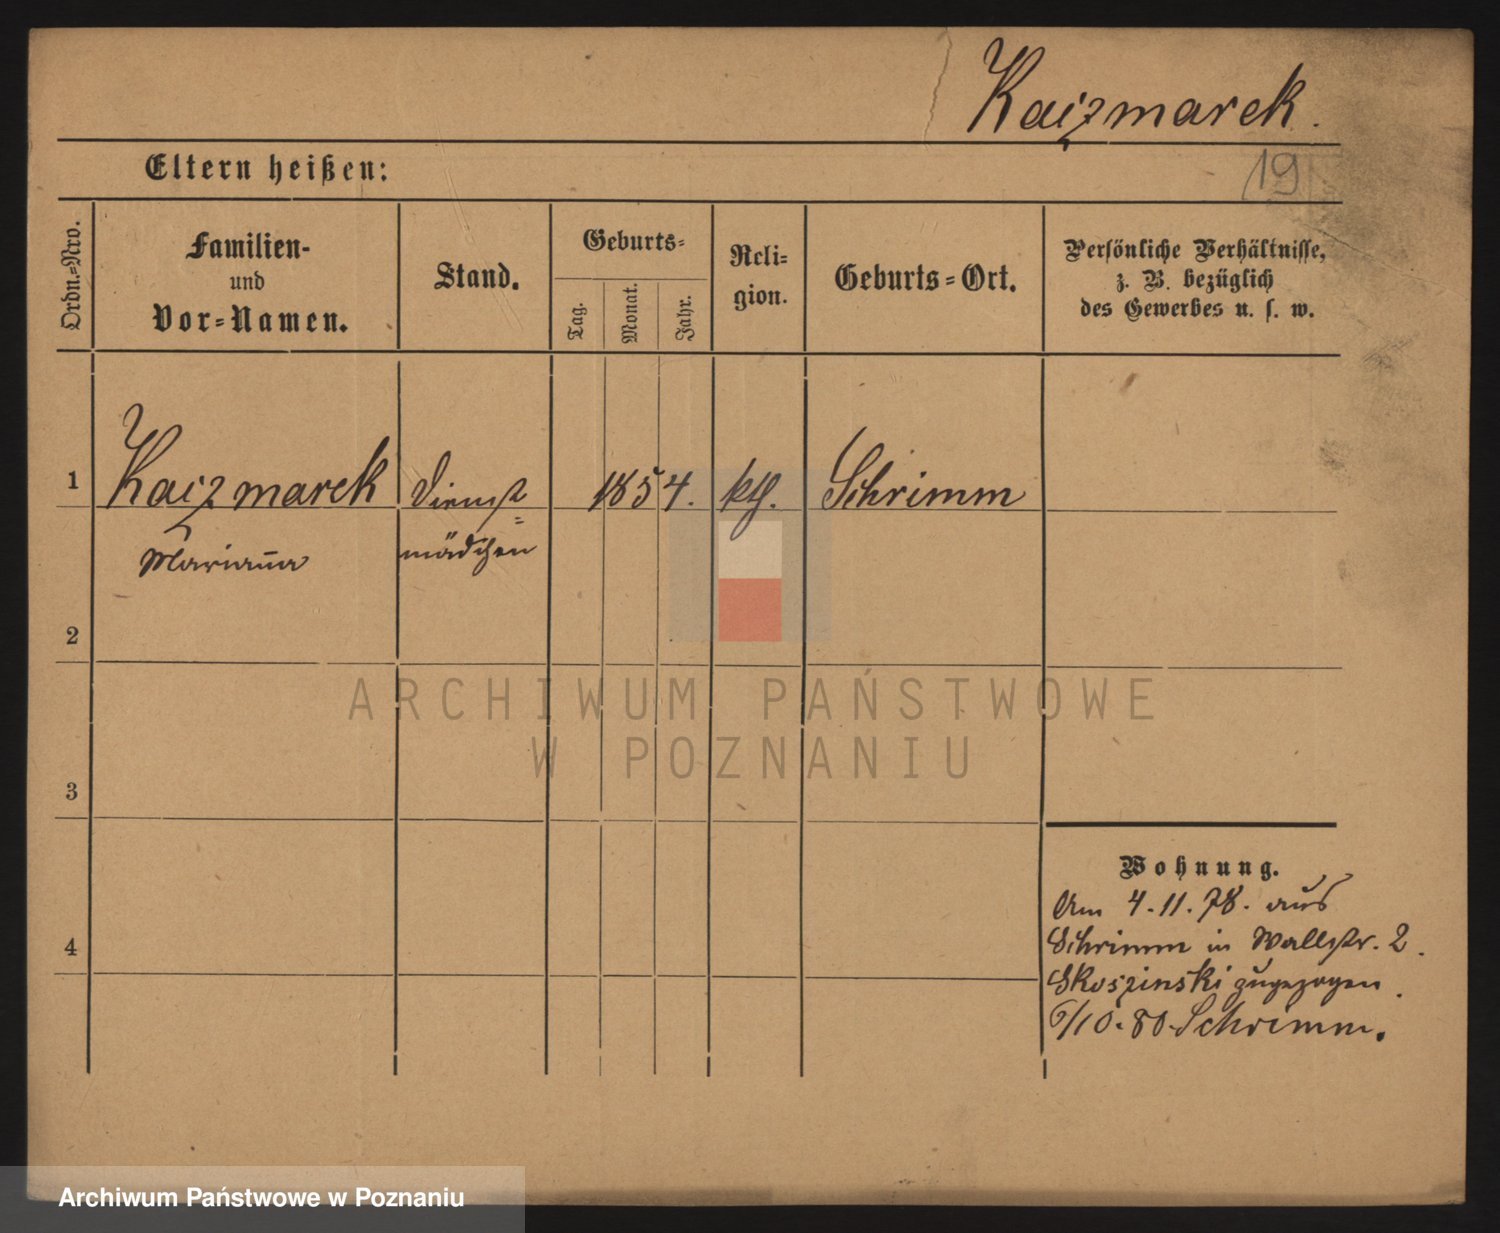 Kaczmarek.
19
Eltern heißen:
Ordn.=Nro.
Familien-
und
Vor=Namen.
Stand.
Geburts=
Tag.
Monat.
Jahr.
Reli=
gion.
Geburts=Ort.
Persönliche Verhältnisse,
z. B. bezüglich
des Gewerbes u. s. w.
1
Kaczmarek
Marianna
Dienst=
mädchen
1854.
kth.
Schrimm
2
3
4
Wohnung.
Am 4.11.78. aus
Schrimm in Wallstr. 2.
zugezogen.
6/10.80. Schrimm.
ARCHIWUM PAŃSTWOWE
W POZNANIU
Archiwum Państwowe w Poznaniu